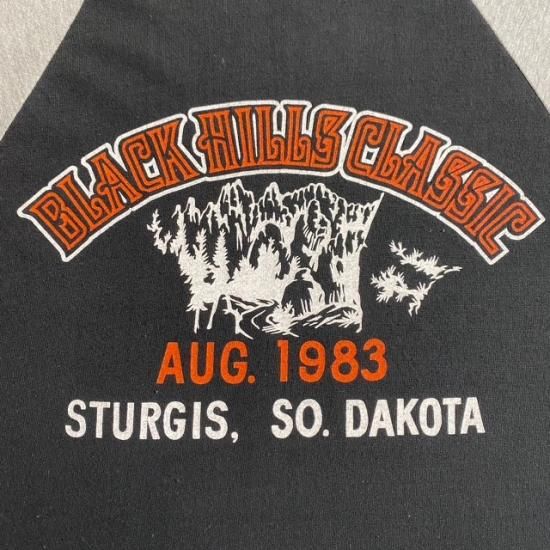 BLACK HILLS CLASSIC
AUG. 1983
STURGIS, SO. DAKOTA